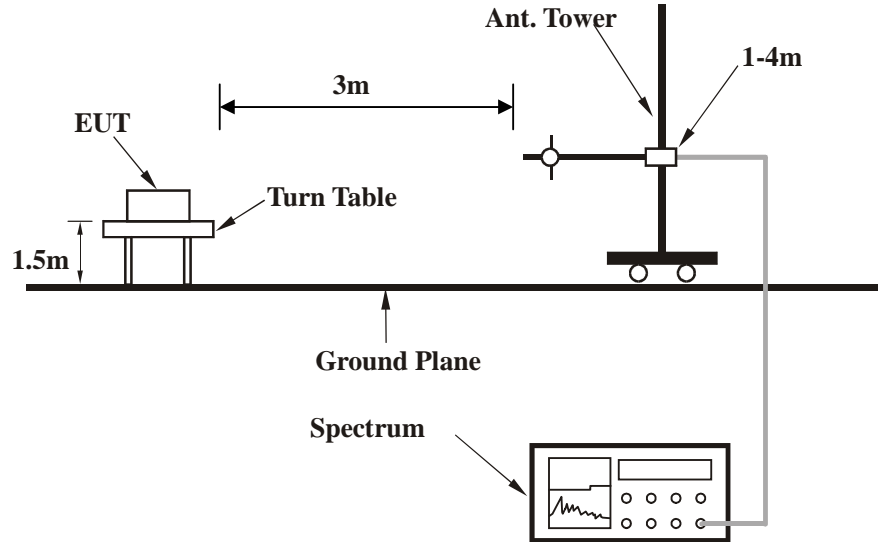 Ant. Tower
1-4m
3m
EUT
Turn Table
1.5m
Ground Plane
Spectrum